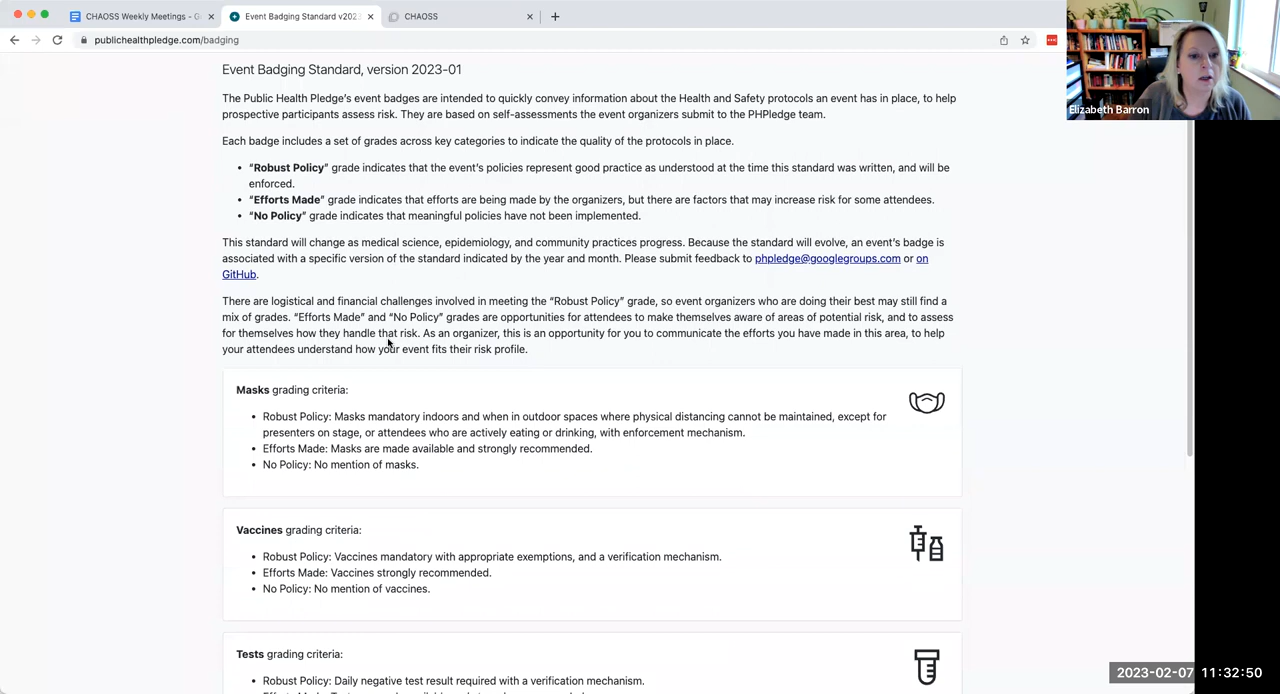 CHAOSS Weekly Meetings - G
Event Badging Standard v2023
CHAOSS
publichealthpledge.com/badging
Elizabeth Barron
Event Badging Standard, version 2023-01
The Public Health Pledge's event badges are intended to quickly convey information about the Health and Safety protocols an event has in place, to help
prospective participants assess risk. They are based on self-assessments the event organizers submit to the PHPledge team.
Each badge includes a set of grades across key categories to indicate the quality of the protocols in place.
• "Robust Policy" grade indicates that the event's policies represent good practice as understood at the time this standard was written, and will be
enforced.
• "Efforts Made" grade indicates that efforts are being made by the organizers, but there are factors that may increase risk for some attendees.
• "No Policy" grade indicates that meaningful policies have not been implemented.
This standard will change as medical science, epidemiology, and community practices progress. Because the standard will evolve, an event's badge is
associated with a specific version of the standard indicated by the year and month. Please submit feedback to phpledge@googlegroups.com or on
GitHub.
There are logistical and financial challenges involved in meeting the "Robust Policy" grade, so event organizers who are doing their best may still find a
mix of grades. "Efforts Made" and "No Policy" grades are opportunities for attendees to make themselves aware of areas of potential risk, and to assess
for themselves how they handle that risk. As an organizer, this is an opportunity for you to communicate the efforts you have made in this area, to help
your attendees understand how your event fits their risk profile.
Masks grading criteria:
• Robust Policy: Masks mandatory indoors and when in outdoor spaces where physical distancing cannot be maintained, except for
presenters on stage, or attendees who are actively eating or drinking, with enforcement mechanism.
• Efforts Made: Masks are made available and strongly recommended.
• No Policy: No mention of masks.
Vaccines grading criteria:
• Robust Policy: Vaccines mandatory with appropriate exemptions, and a verification mechanism.
• Efforts Made: Vaccines strongly recommended.
• No Policy: No mention of vaccines.
Tests grading criteria:
• Robust Policy: Daily negative test result required with a verification mechanism.
2023-02-07 11:32:50